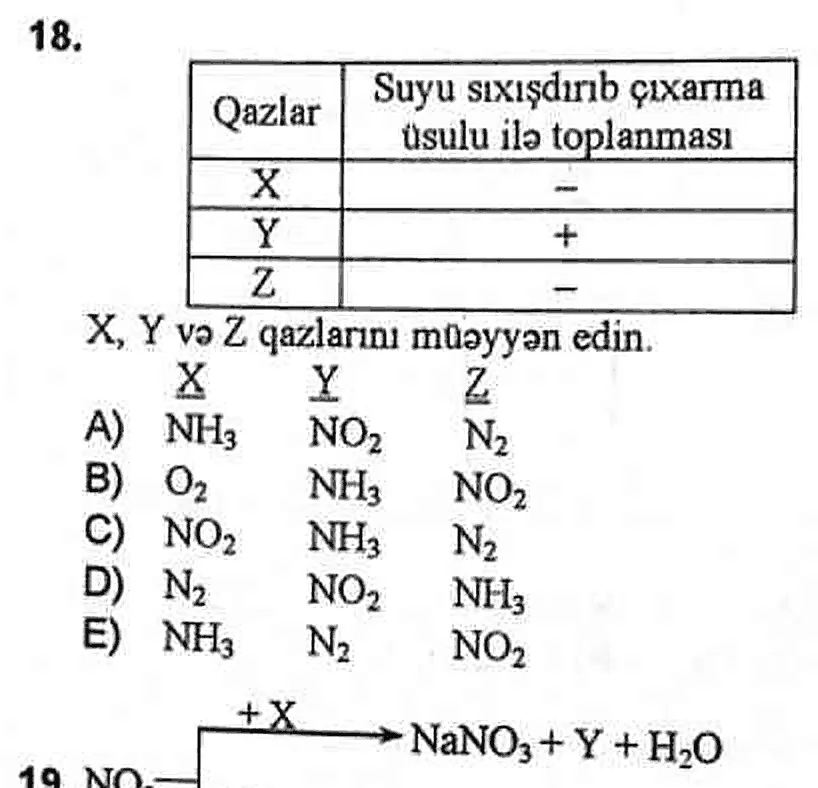 18.
Qazlar Suyu sıxışdırıb çıxarma
üsulu ilə toplanması
X –
Y +
Z –
X, Y və Z qazlarını müəyyən edin.
X Y Z
A) NH₃ NO₂ N₂
B) O₂ NH₃ NO₂
C) NO₂ NH₃ N₂
D) N₂ NO₂ NH₃
E) NH₃ N₂ NO₂
+ X
NaNO₃ + Y + H₂O
19 NO₂